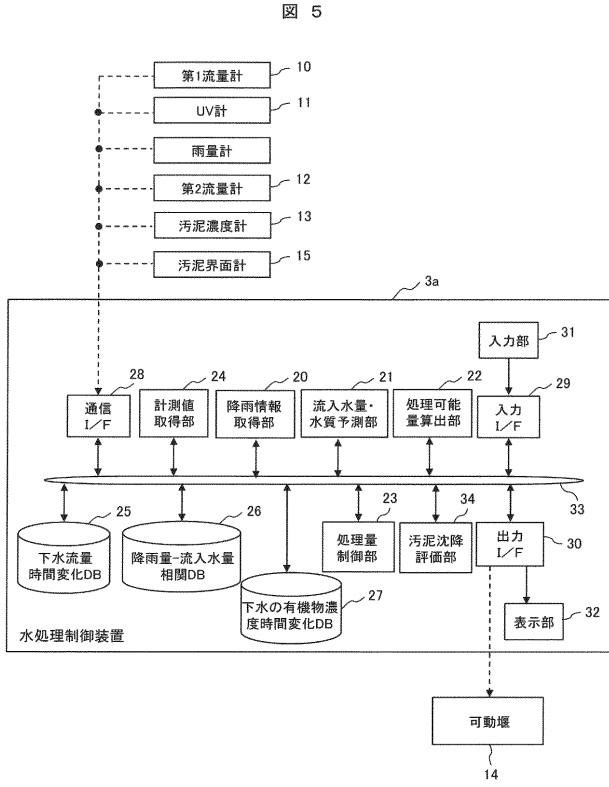 図 5
第1流量計
10
UV計
11
雨量計
第2流量計
12
汚泥濃度計
13
汚泥界面計
15
3a
入力部
31
28
24
20
21
22
29
通信
I/F
計測値
取得部
降雨情報
取得部
流入水量・
水質予測部
処理可能
量算出部
入力
I/F
33
25
26
23
34
下水流量
時間変化DB
降雨量−流入水量
相関DB
27
下水の有機物濃
度時間変化DB
処理量
制御部
汚泥沈降
評価部
出力
I/F
30
表示部
32
水処理制御装置
可動堰
14